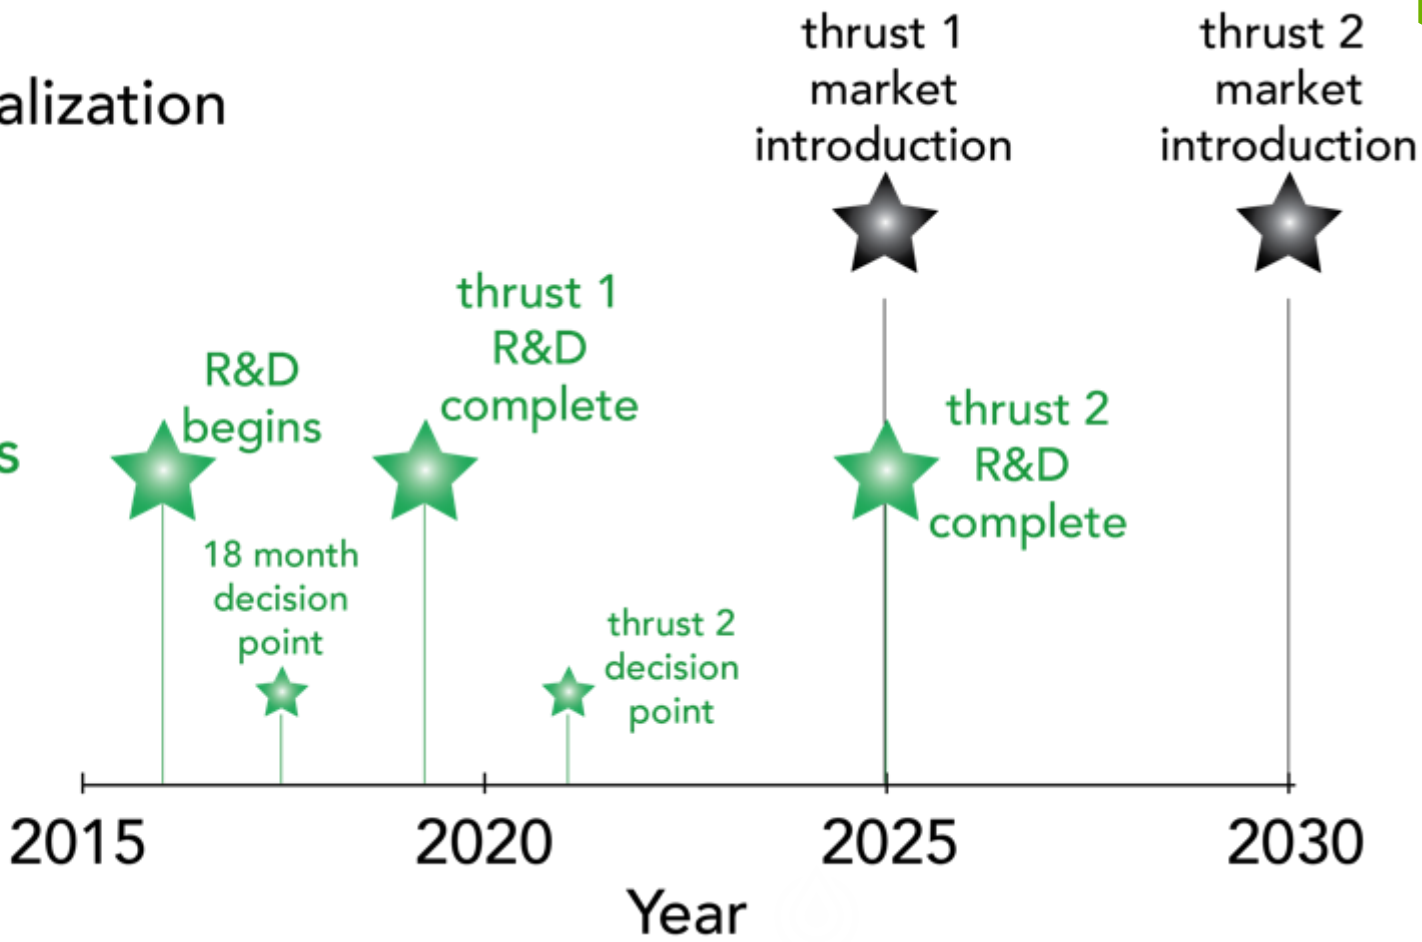 thrust 1
market
introduction
thrust 2
market
introduction
alization
thrust 1
R&D
complete
R&D
begins
thrust 2
R&D
complete
s
18 month
decision
point
thrust 2
decision
point
2015 2020 2025 2030
Year